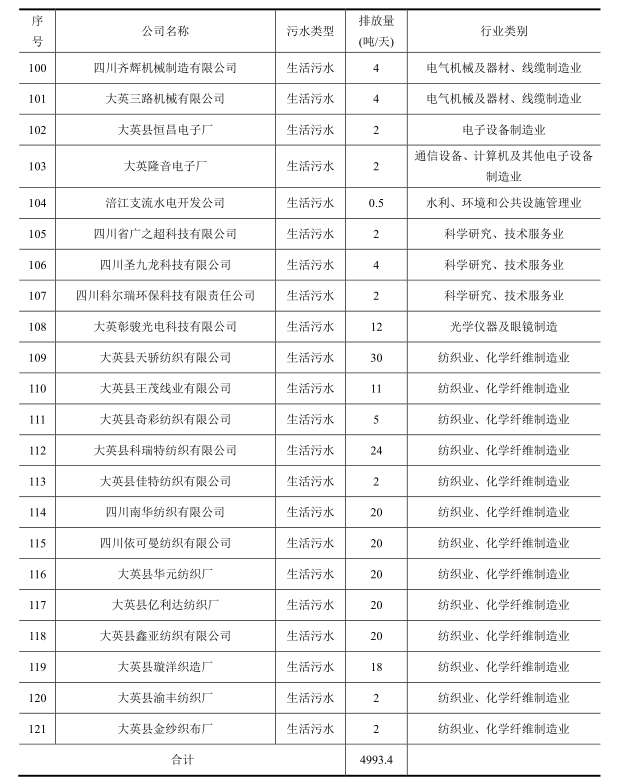 序号 公司名称 污水类型 排放量(吨/天) 行业类别
100 四川齐辉机械制造有限公司 生活污水 4 电气机械及器材、线缆制造业
101 大英三路机械有限公司 生活污水 4 电气机械及器材、线缆制造业
102 大英县恒昌电子厂 生活污水 2 电子设备制造业
103 大英隆音电子厂 生活污水 2 通信设备、计算机及其他电子设备制造业
104 涪江支流水电开发公司 生活污水 0.5 水利、环境和公共设施管理业
105 四川省广之超科技有限公司 生活污水 2 科学研究、技术服务业
106 四川圣九龙科技有限公司 生活污水 4 科学研究、技术服务业
107 四川科尔瑞环保科技有限责任公司 生活污水 2 科学研究、技术服务业
108 大英彰骏光电科技有限公司 生活污水 12 光学仪器及眼镜制造
109 大英县天骄纺织有限公司 生活污水 30 纺织业、化学纤维制造业
110 大英县王茂线业有限公司 生活污水 11 纺织业、化学纤维制造业
111 大英县奇彩纺织有限公司 生活污水 5 纺织业、化学纤维制造业
112 大英县科瑞特纺织有限公司 生活污水 24 纺织业、化学纤维制造业
113 大英县佳特纺织有限公司 生活污水 2 纺织业、化学纤维制造业
114 四川南华纺织有限公司 生活污水 20 纺织业、化学纤维制造业
115 四川依可曼纺织有限公司 生活污水 20 纺织业、化学纤维制造业
116 大英县华元纺织厂 生活污水 20 纺织业、化学纤维制造业
117 大英县亿利达纺织厂 生活污水 20 纺织业、化学纤维制造业
118 大英县鑫亚纺织有限公司 生活污水 20 纺织业、化学纤维制造业
119 大英县璇洋织造厂 生活污水 18 纺织业、化学纤维制造业
120 大英县渝丰纺织厂 生活污水 2 纺织业、化学纤维制造业
121 大英县金纱织布厂 生活污水 2 纺织业、化学纤维制造业
合计 4993.4